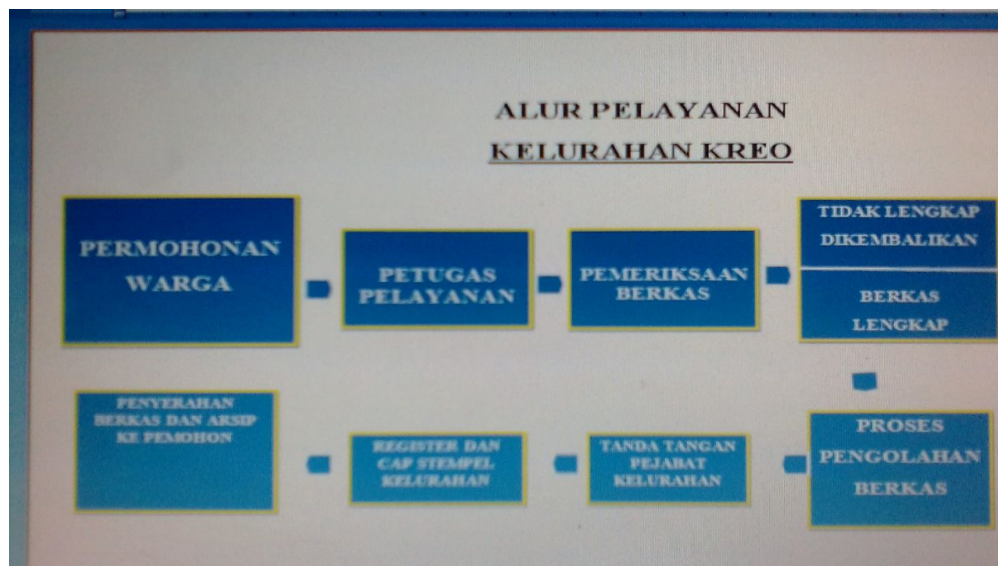 ALUR PELAYANAN
KELURAHAN KREO
PERMOHONAN
WARGA
PETUGAS
PELAYANAN
PEMERIKSAAN
BERKAS
TIDAK LENGKAP
DIKEMBALIKAN
BERKAS
LENGKAP
PROSES
PENGOLAHAN
BERKAS
TANDA TANGAN
PEJABAT
KELURAHAN
REGISTER DAN
CAP STEMPEL
KELURAHAN
PENYERAHAN
BERKAS DAN ARSIP
KE PEMOHON